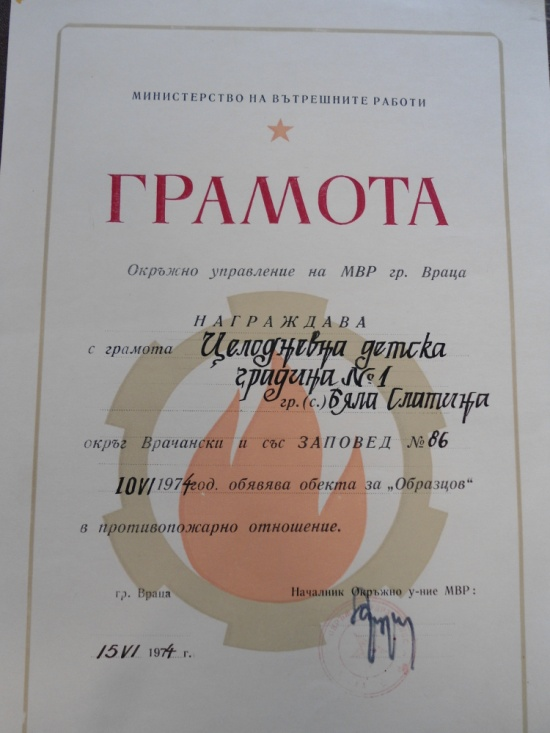 МИНИСТЕРСТВО НА ВЪТРЕШНИТЕ РАБОТИ
ГРАМОТА
Окръжно управление на МВР гр. Враца
НАГРАЖДАВА
с грамота Целодневна детска
градина №1
гр. (с.) Бяла Слатина
окръг Врачански и със ЗАПОВЕД № 86
10 VI 1974 год. обявява обекта за „Образцов"
в противопожарно отношение.
гр. Враца Началник Окръжно у-ние МВР:
15 VI 1974 г.